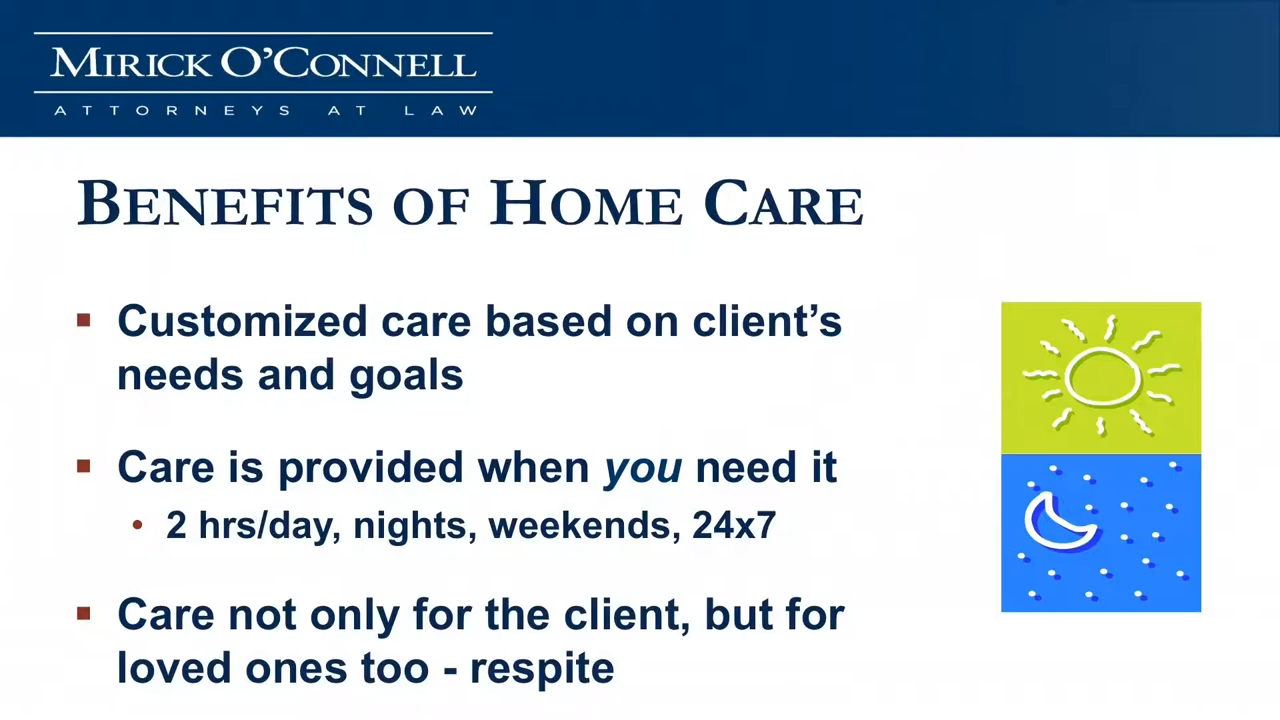 MIRICK O’CONNELL
ATTORNEYS AT LAW
BENEFITS OF HOME CARE
▪ Customized care based on client’s
needs and goals
▪ Care is provided when you need it
• 2 hrs/day, nights, weekends, 24x7
▪ Care not only for the client, but for
loved ones too - respite